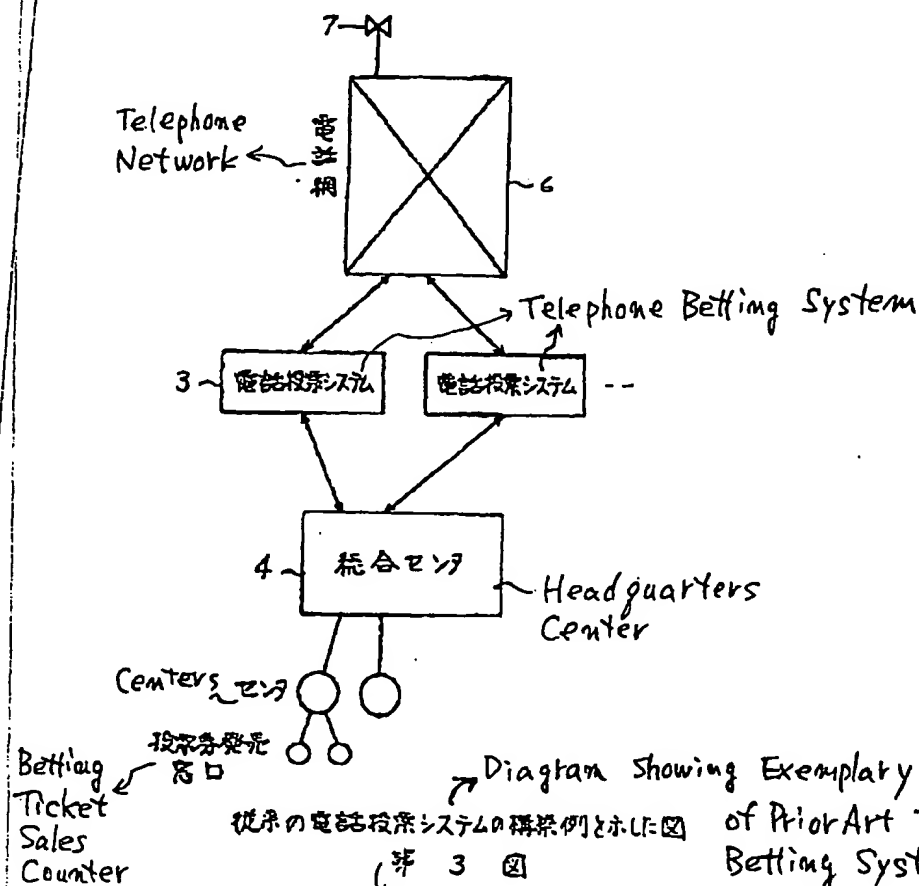 7
Telephone
Network
電話網
6
Telephone Betting System
3
電話投票システム
電話投票システム
--
4
総合センタ
Headquarters
Center
Centers
センタ
Betting
Ticket
Sales
Counter
投票券発売
窓口
Diagram Showing Exemplary
of Prior Art
Betting Sys
従来の電話投票システムの構築例を示した図
第 3 図